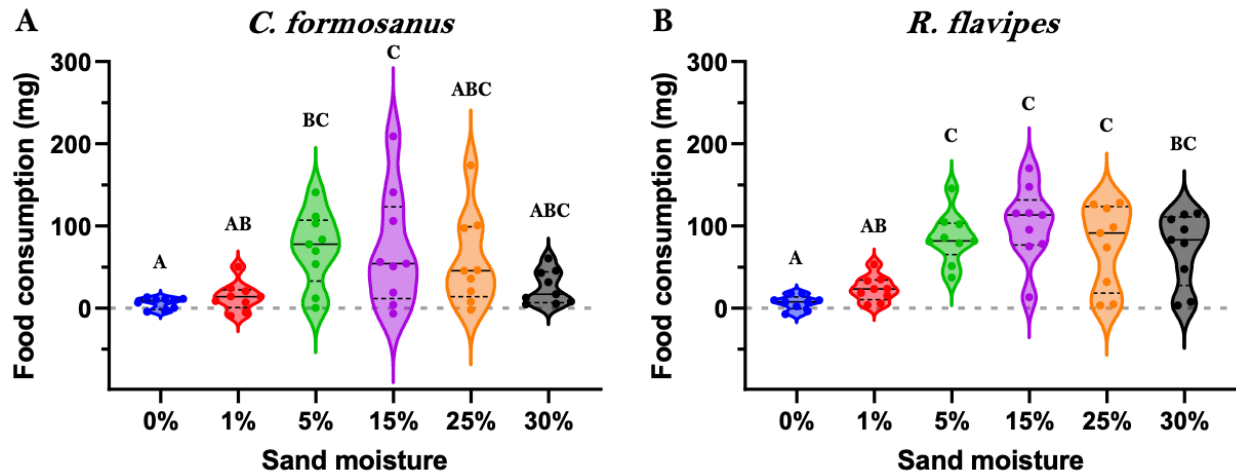 A
C. formosanus
Food consumption (mg)
300
200
100
0
A
AB
BC
C
ABC
ABC
0%
1%
5%
15%
25%
30%
Sand moisture
B
R. flavipes
Food consumption (mg)
300
200
100
0
A
AB
C
C
C
BC
0%
1%
5%
15%
25%
30%
Sand moisture